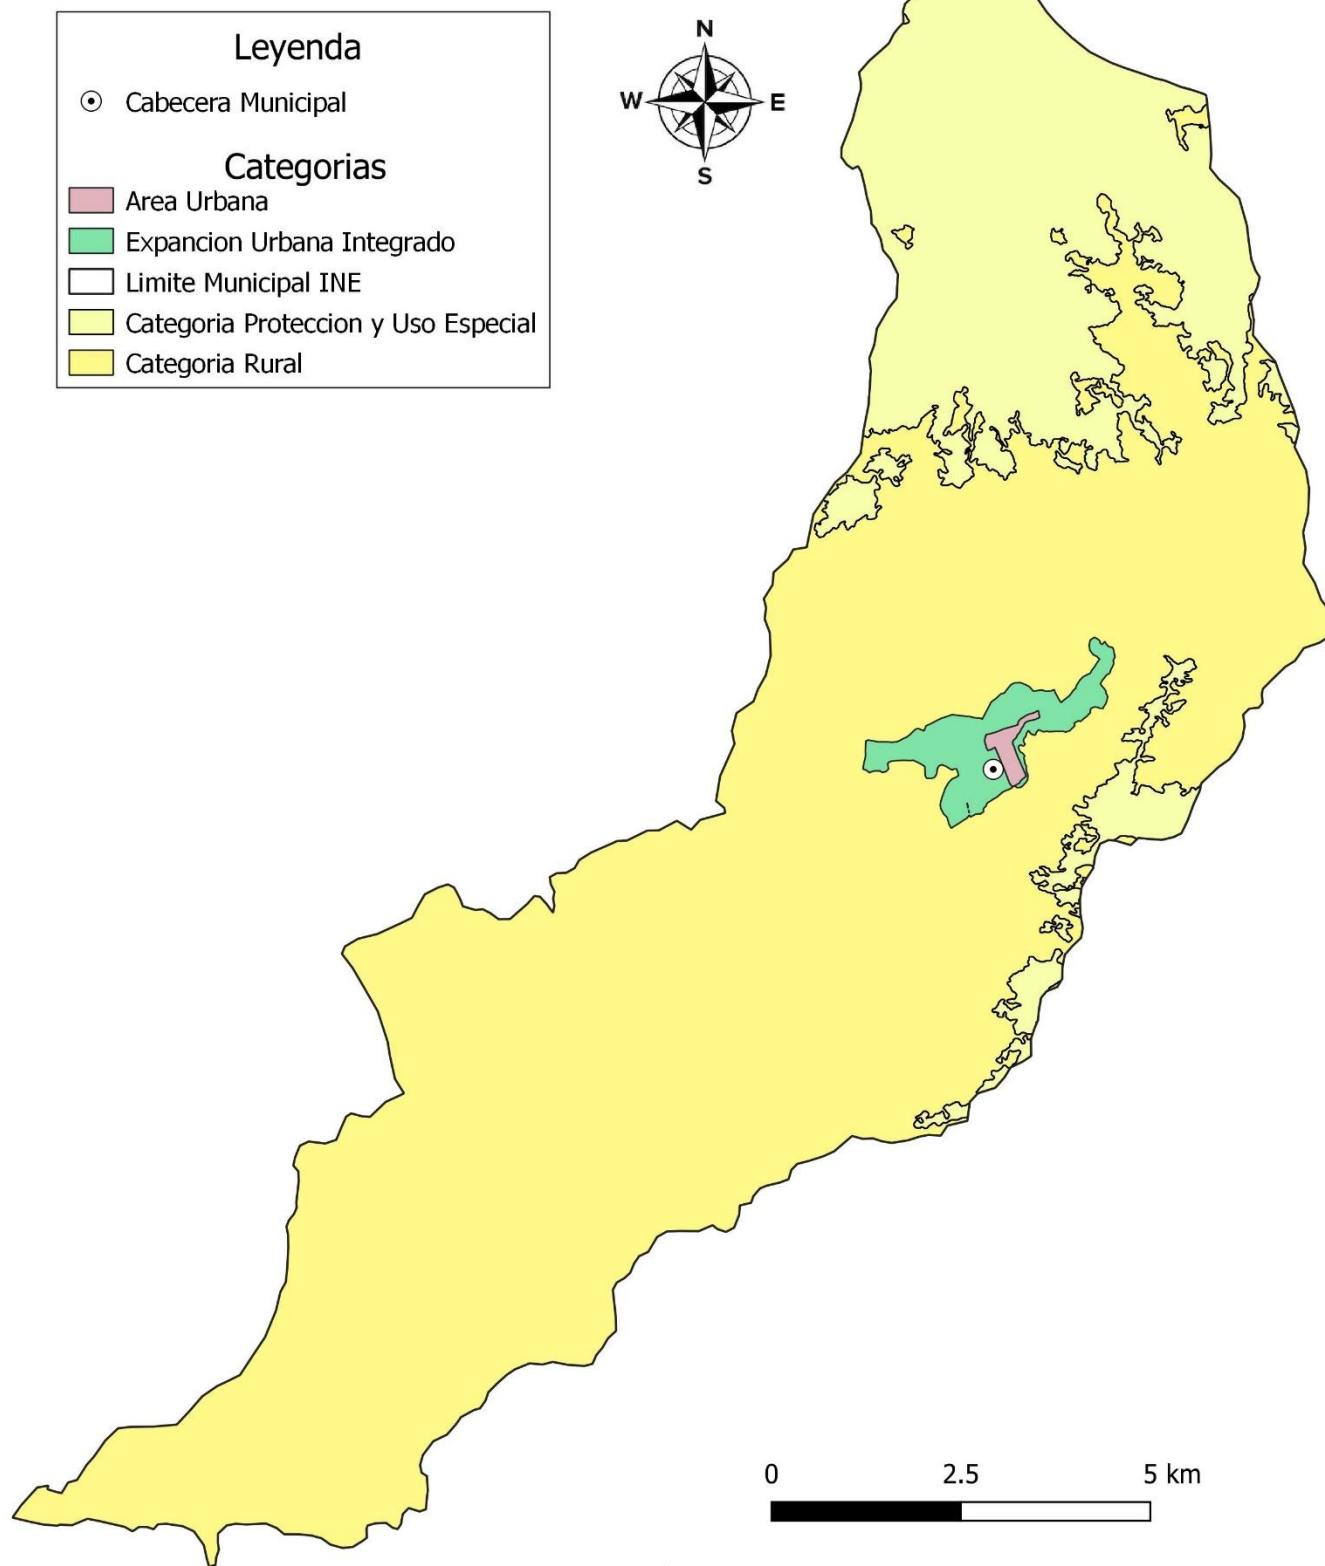 Leyenda
Cabecera Municipal
Categorias
Area Urbana
Expancion Urbana Integrado
Limite Municipal INE
Categoria Proteccion y Uso Especial
Categoria Rural
N
W E
S
0 2.5 5 km